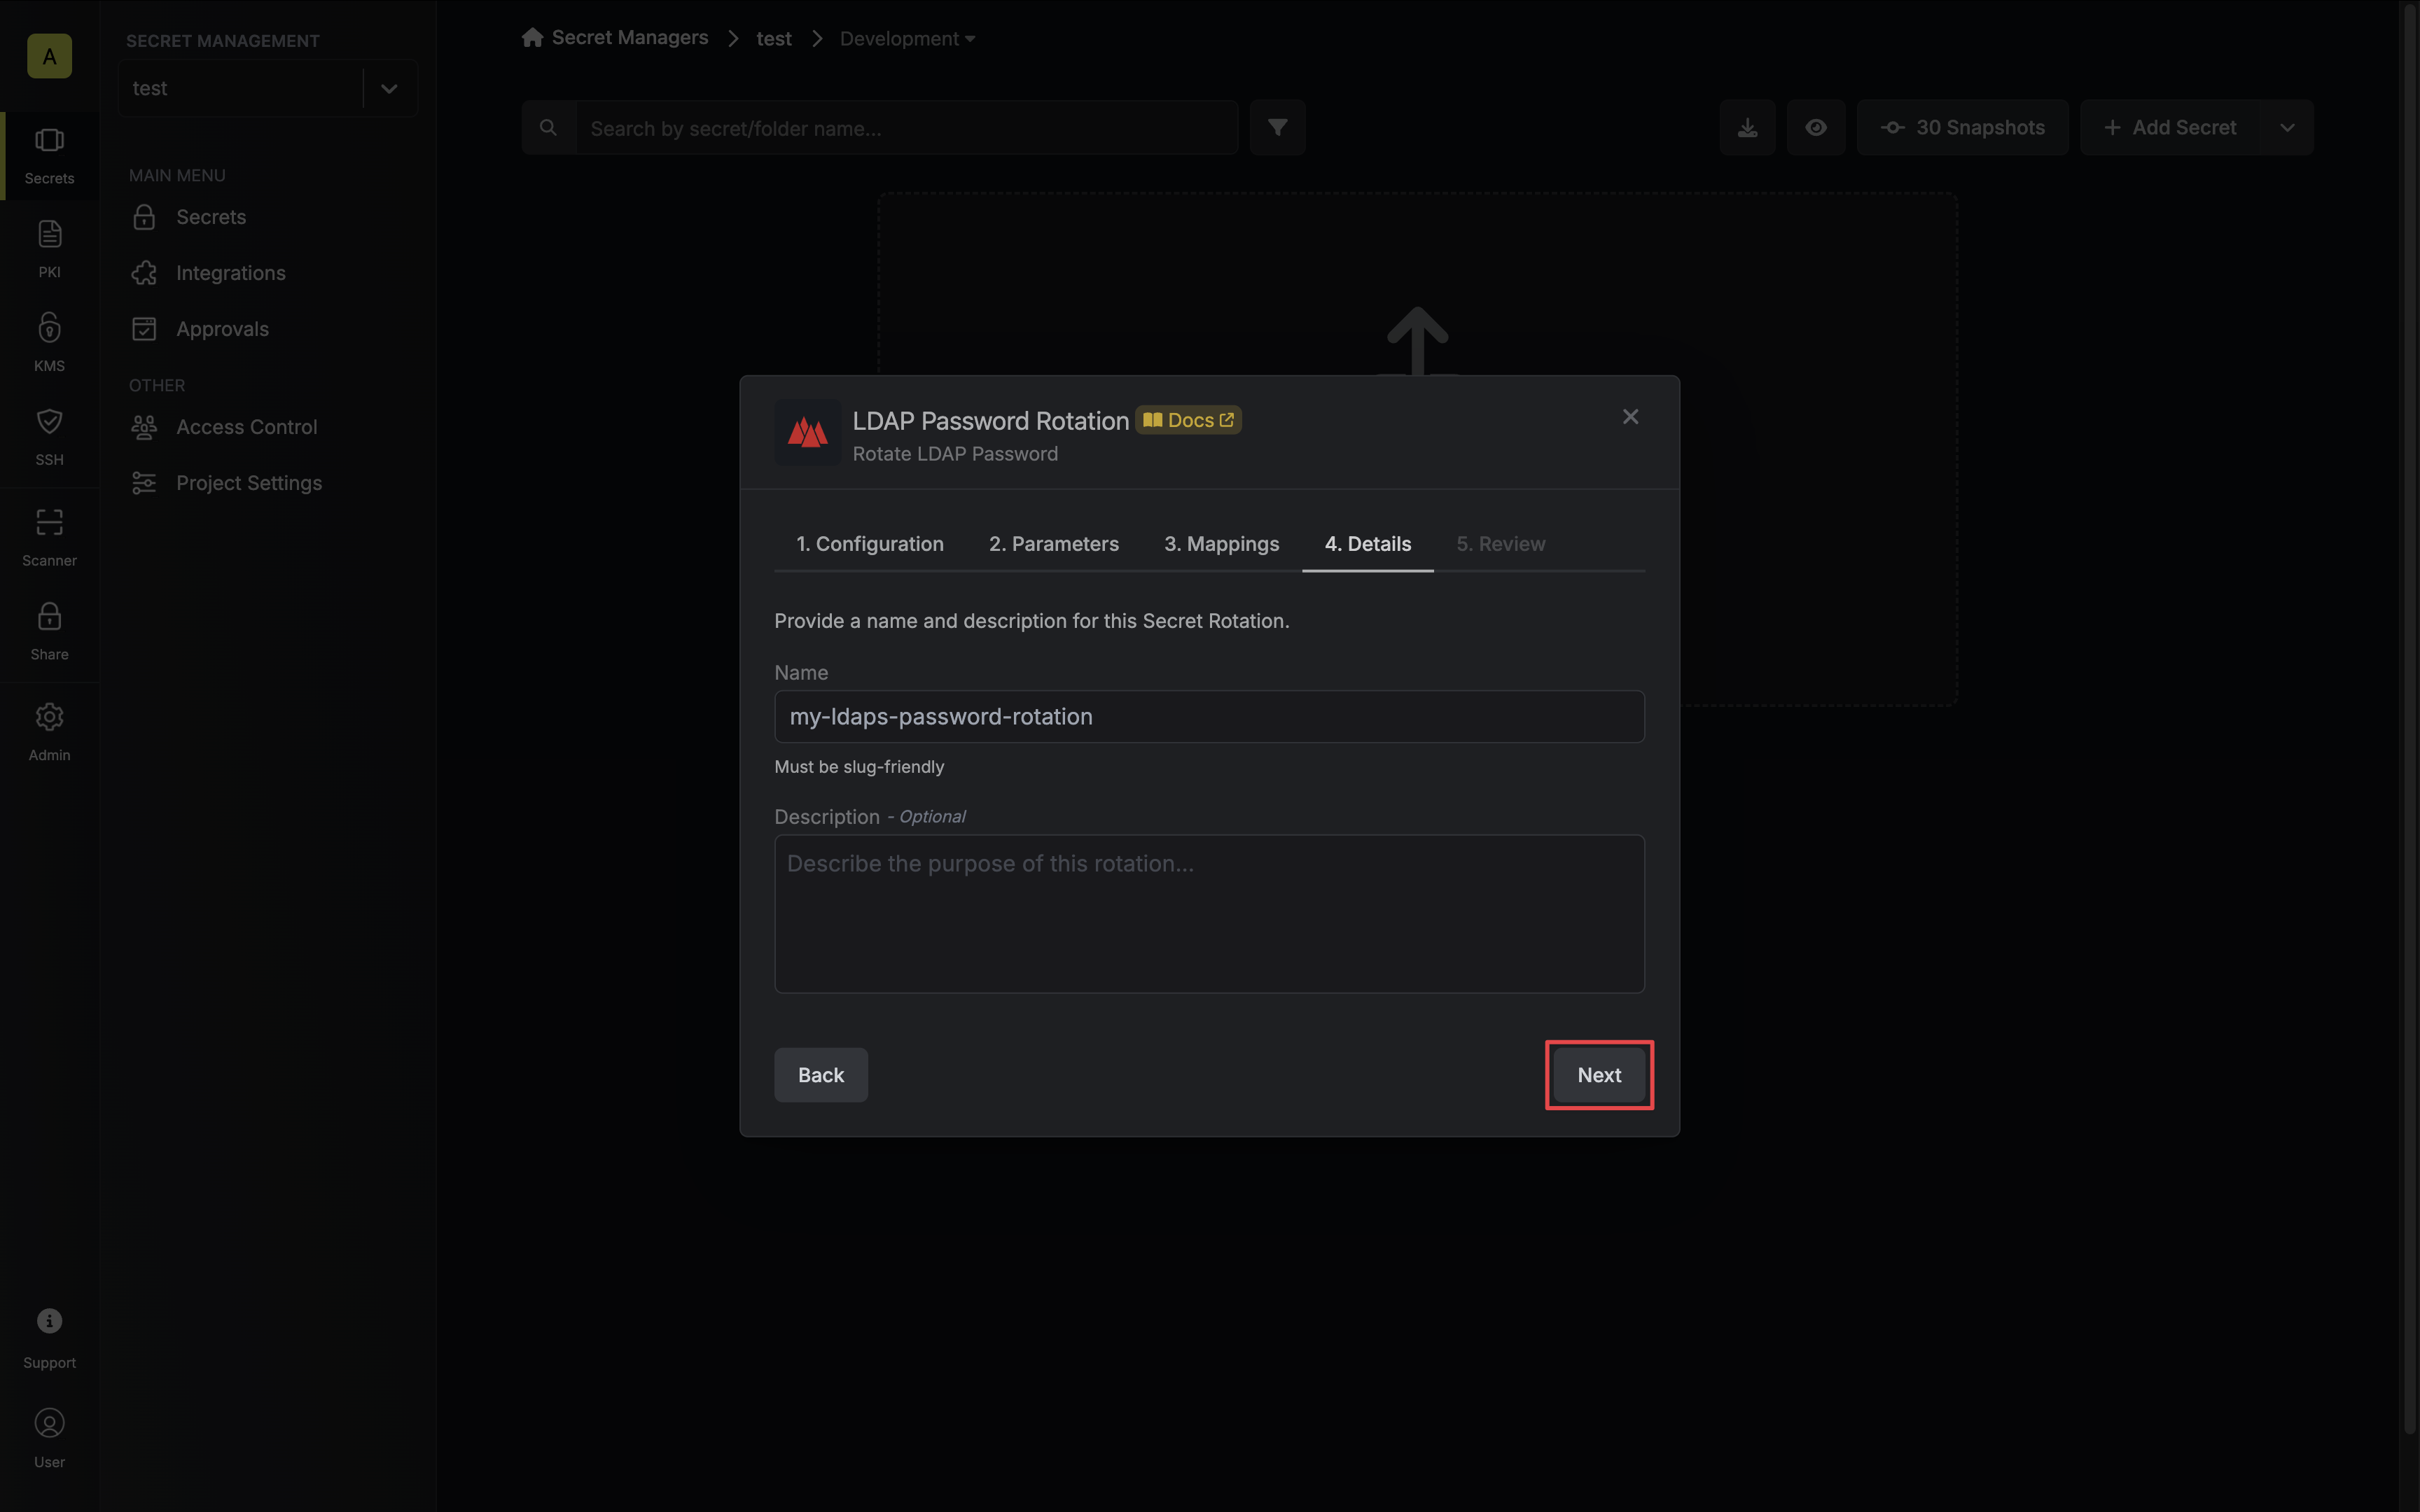 A
Secrets
PKI
KMS
SSH
Scanner
Share
Admin
Support
User
SECRET MANAGEMENT
test
MAIN MENU
Secrets
Integrations
Approvals
OTHER
Access Control
Project Settings
Secret Managers
test
Development
Search by secret/folder name...
30 Snapshots
Add Secret
LDAP Password Rotation Docs
Rotate LDAP Password
1. Configuration 2. Parameters 3. Mappings 4. Details 5. Review
Provide a name and description for this Secret Rotation.
Name
my-ldaps-password-rotation
Must be slug-friendly
Description - Optional
Describe the purpose of this rotation...
Back
Next